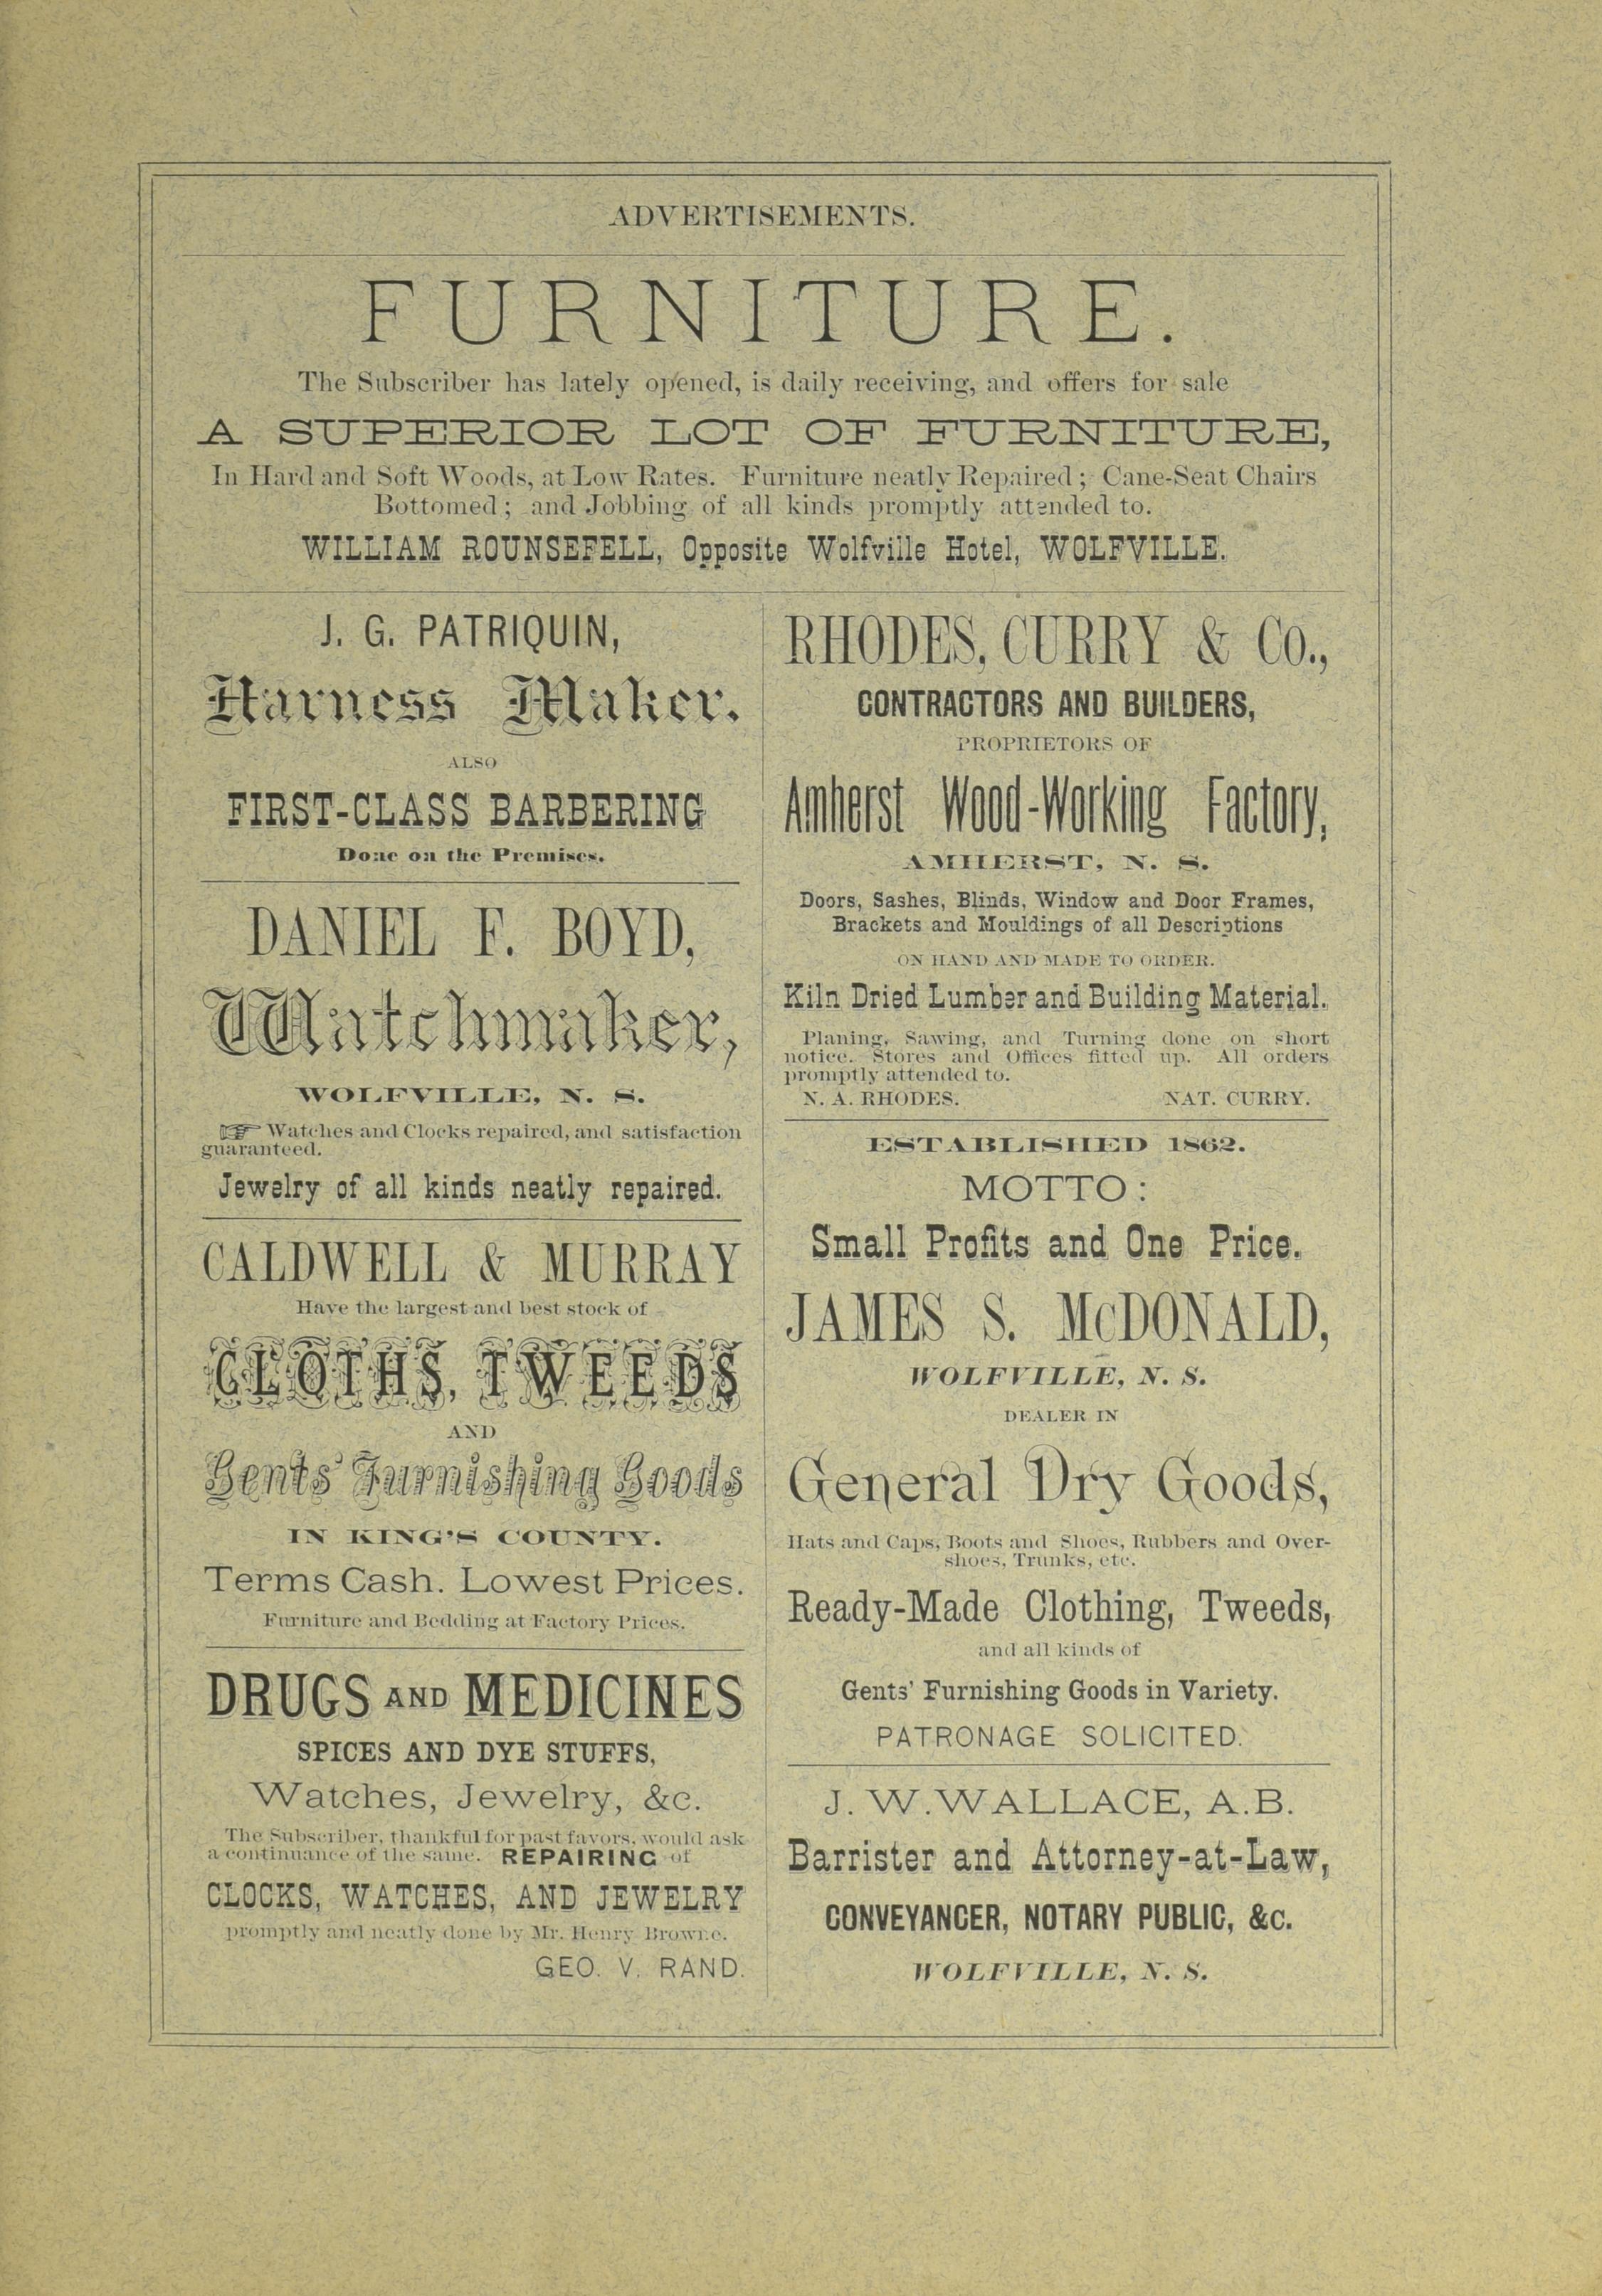 ADVERTISEMENTS.
FURNITURE.
The Subscriber has lately opened, is daily receiving, and offers for sale
A SUPERIOR LOT OF FURNITURE,
In Hard and Soft Woods, at Low Rates. Furniture neatly Repaired; Cane-Seat Chairs
Bottomed; and Jobbing of all kinds promptly attended to.
WILLIAM ROUNSEFELL, Opposite Wolfville Hotel, WOLFVILLE.
J. G. PATRIQUIN,
Harness Maker.
ALSO
FIRST-CLASS BARBERING
Done on the Premises.
DANIEL F. BOYD,
Watchmaker,
WOLFVILLE, N. S.
☞ Watches and Clocks repaired, and satisfaction
guaranteed.
Jewelry of all kinds neatly repaired.
CALDWELL & MURRAY
Have the largest and best stock of
CLOTHS, TWEEDS
AND
Gents' Furnishing Goods
IN KING'S COUNTY.
Terms Cash. Lowest Prices.
Furniture and Bedding at Factory Prices.
DRUGS AND MEDICINES
SPICES AND DYE STUFFS,
Watches, Jewelry, &c.
The Subscriber, thankful for past favors, would ask
a continuance of the same. REPAIRING of
CLOCKS, WATCHES, AND JEWELRY
promptly and neatly done by Mr. Henry Browne.
GEO. V. RAND.
RHODES, CURRY & CO.,
CONTRACTORS AND BUILDERS,
PROPRIETORS OF
Amherst Wood-Working Factory,
AMHERST, N. S.
Doors, Sashes, Blinds, Window and Door Frames,
Brackets and Mouldings of all Descriptions
ON HAND AND MADE TO ORDER.
Kiln Dried Lumber and Building Material.
Planing, Sawing, and Turning done on short
notice. Stores and Offices fitted up. All orders
promptly attended to.
N. A. RHODES. NAT. CURRY.
ESTABLISHED 1862.
MOTTO:
Small Profits and One Price.
JAMES S. McDONALD,
WOLFVILLE, N. S.
DEALER IN
General Dry Goods,
Hats and Caps, Boots and Shoes, Rubbers and Over-
shoes, Trunks, etc.
Ready-Made Clothing, Tweeds,
and all kinds of
Gents' Furnishing Goods in Variety.
PATRONAGE SOLICITED.
J. W. WALLACE, A.B.
Barrister and Attorney-at-Law,
CONVEYANCER, NOTARY PUBLIC, &c.
WOLFVILLE, N. S.